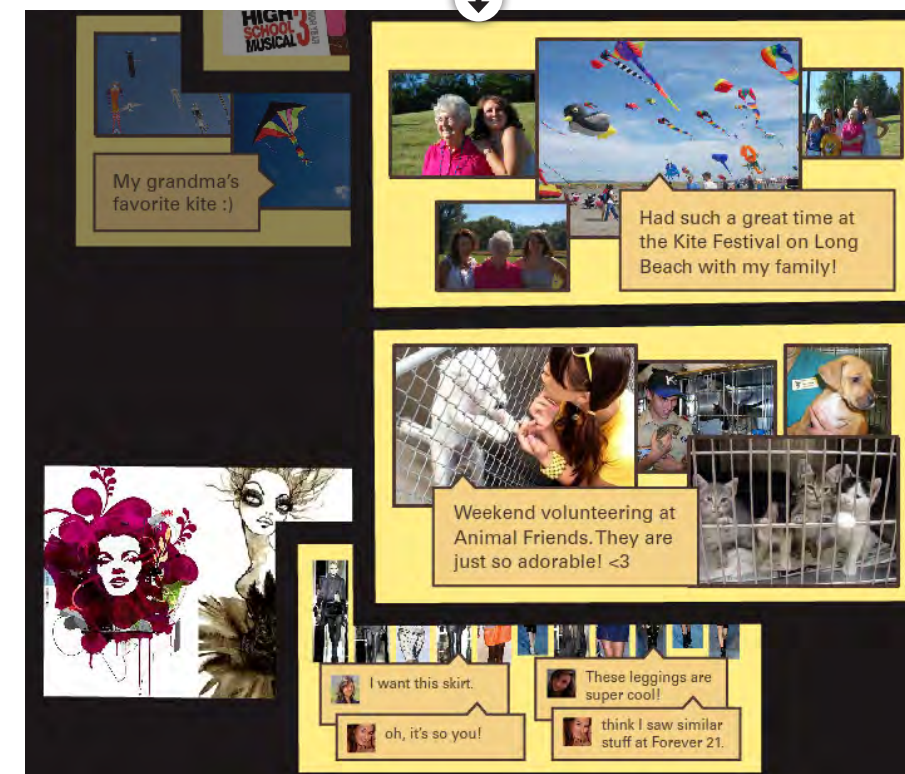 HIGH
SCHOOL
MUSICAL 3
SENIOR YEAR
My grandma's
favorite kite :)
Had such a great time at
the Kite Festival on Long
Beach with my family!
Weekend volunteering at
Animal Friends. They are
just so adorable! <3
I want this skirt.
oh, it's so you!
These leggings are
super cool!
think I saw similar
stuff at Forever 21.